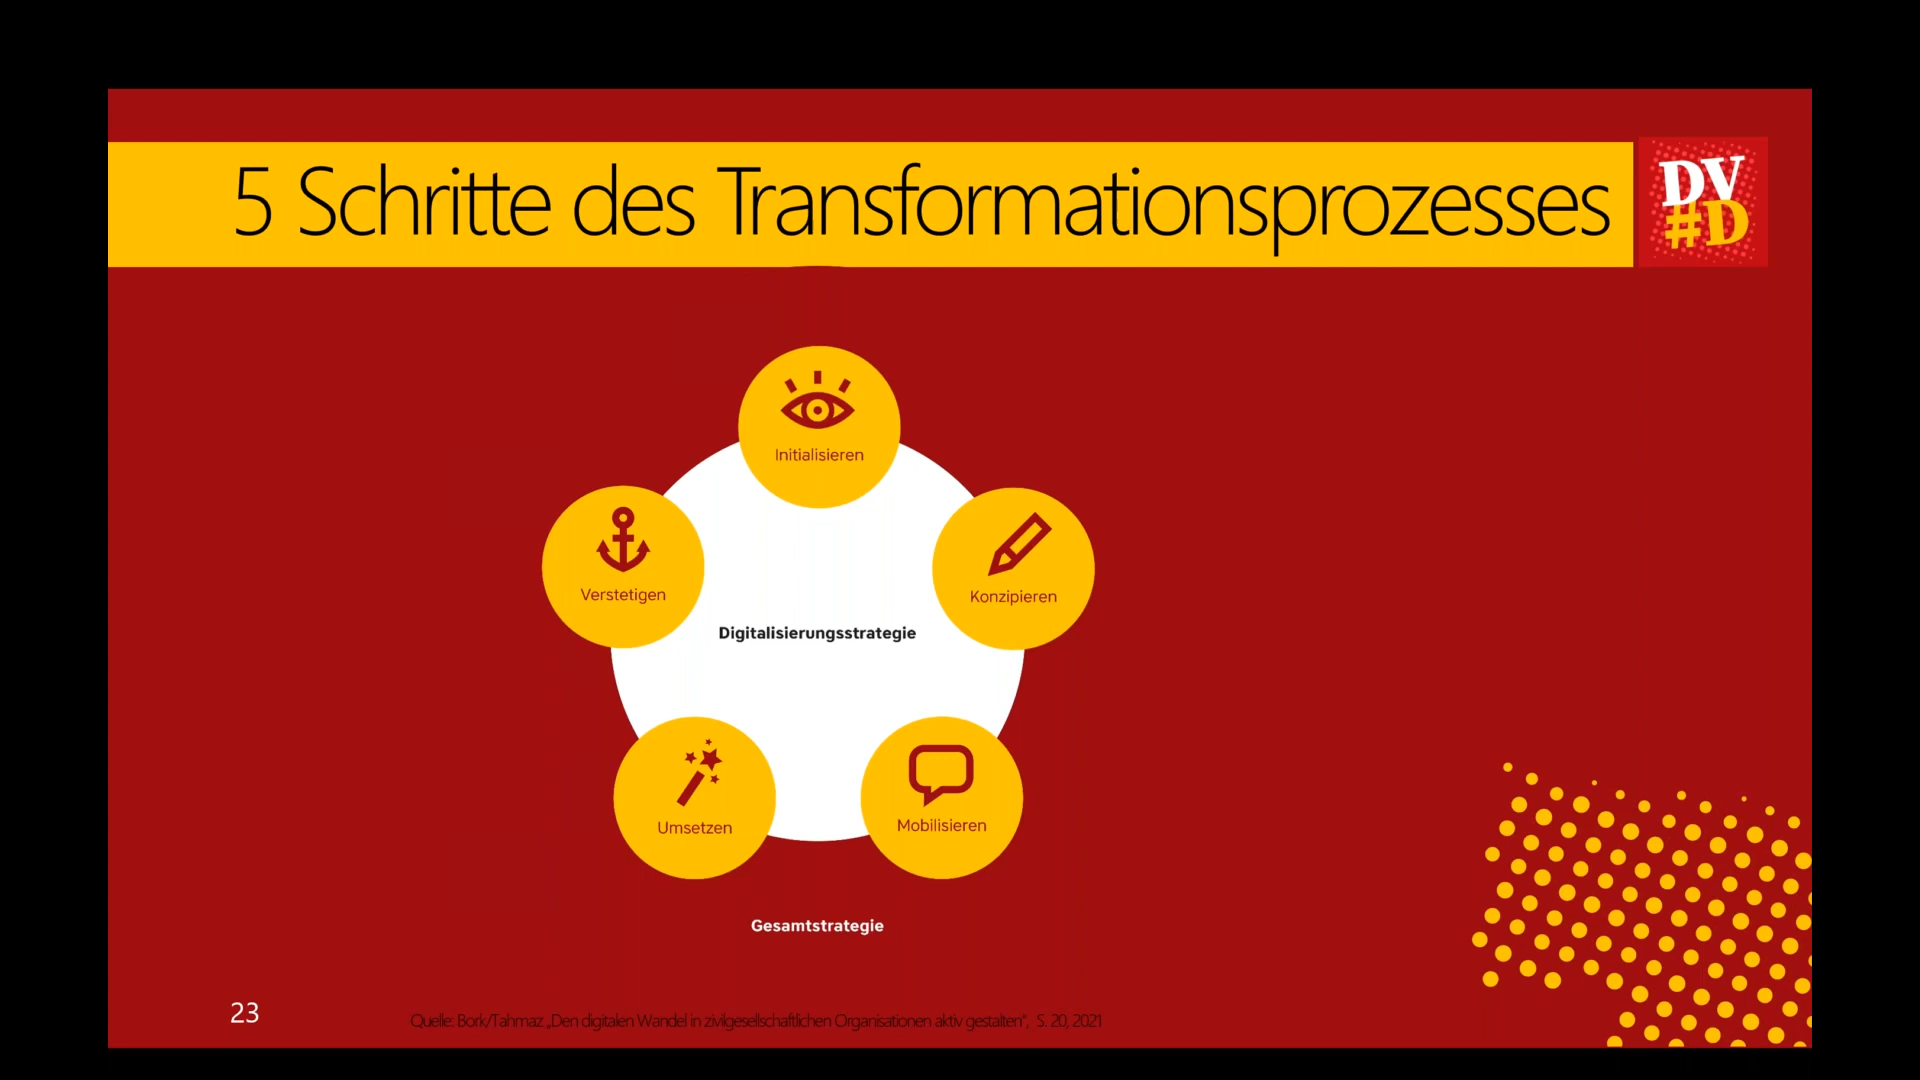 5 Schritte des Transformationsprozesses
DV
#D
Initialisieren
Verstetigen
Konzipieren
Digitalisierungsstrategie
Umsetzen
Mobilisieren
Gesamtstrategie
23
Quelle: Bork/Tahmaz „Den digitalen Wandel in zivilgesellschaftlichen Organisationen aktiv gestalten“, S. 20, 2021